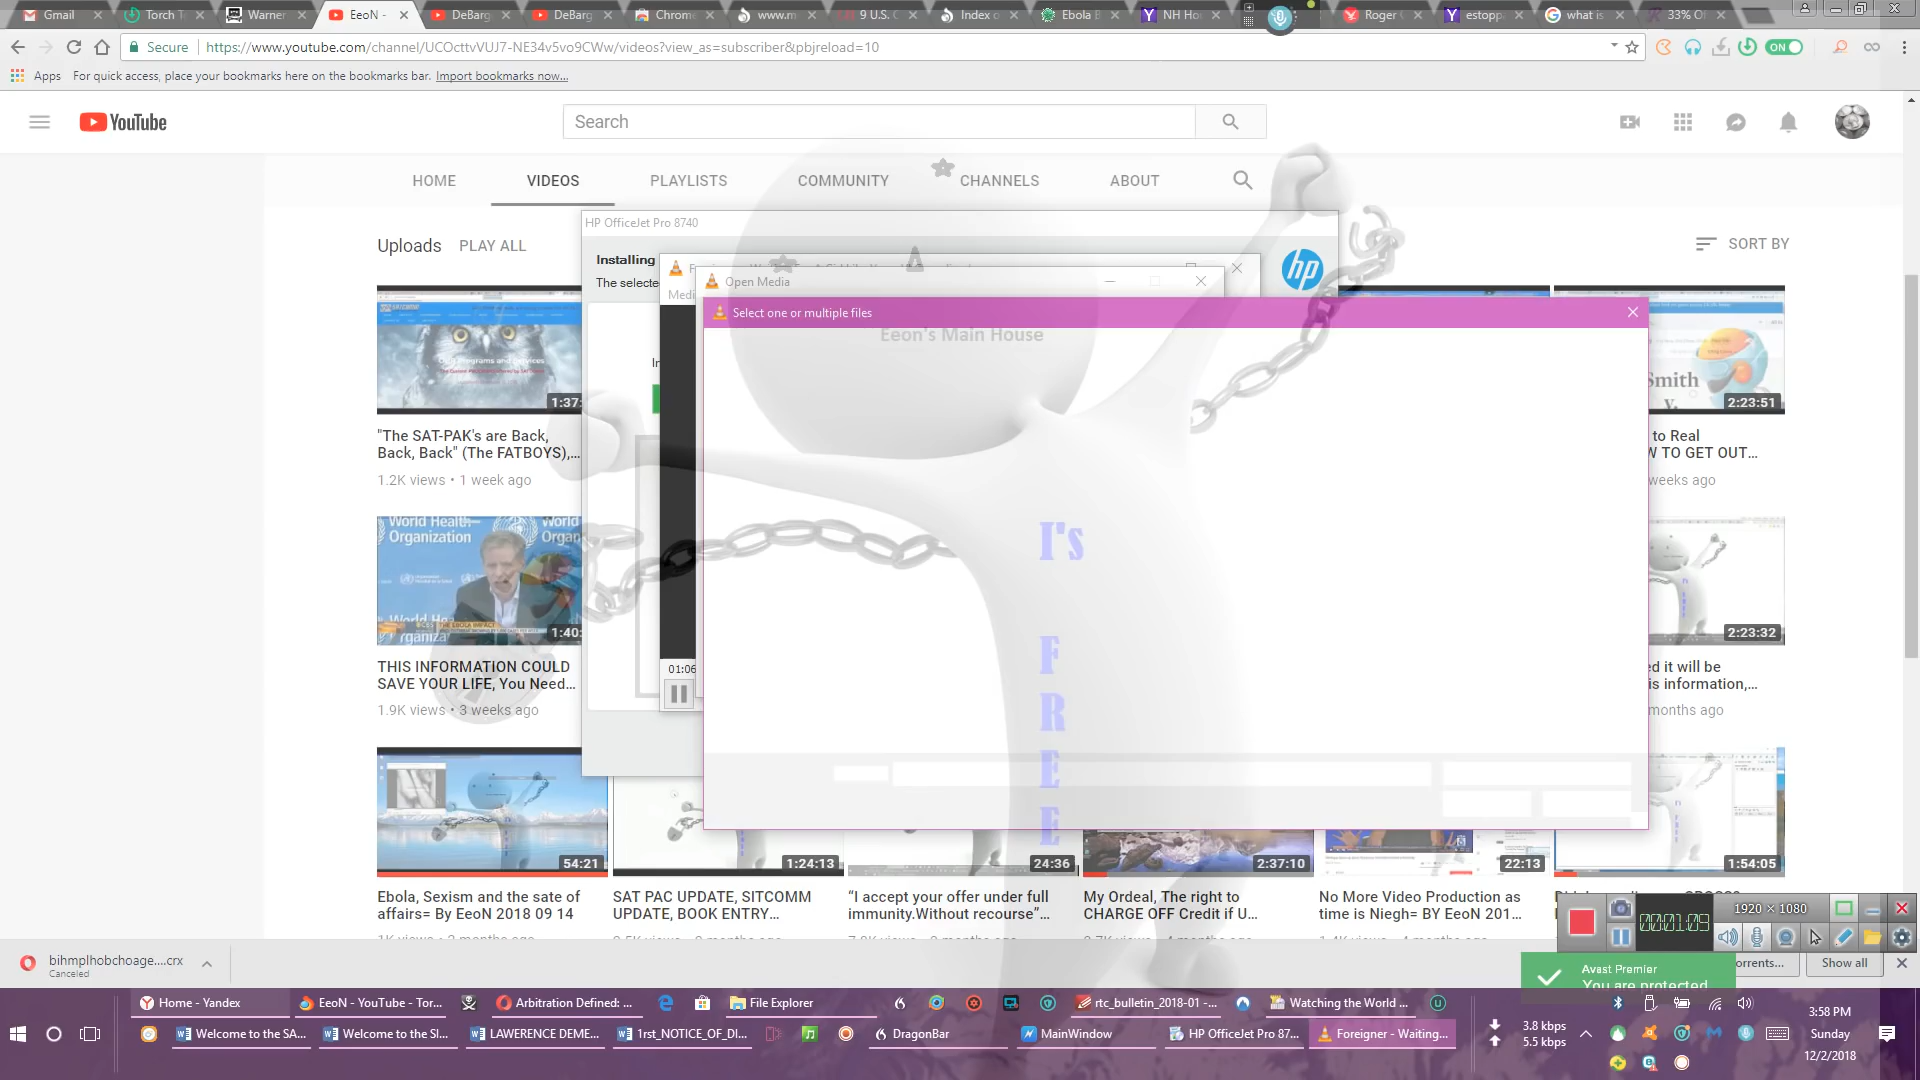 Gmail
Torch T
Warner
EeoN -
DeBarg
DeBarg
Chrome
www.m
9 U.S. C
Index o
Ebola B
NH Ho
Roger
estopp
what is
33% Of
Secure
https://www.youtube.com/channel/UCOcttvVUJ7-NE34v5vo9CWw/videos?view_as=subscriber&pbjreload=10
ON
Apps
For quick access, place your bookmarks here on the bookmarks bar.
Import bookmarks now...
YouTube
Search
HOME
VIDEOS
PLAYLISTS
COMMUNITY
CHANNELS
ABOUT
Uploads
PLAY ALL
SORT BY
HP OfficeJet Pro 8740
Installing
The selecte
hp
Medi
Open Media
Select one or multiple files
Eeon's Main House
1:37:
"The SAT-PAK's are Back,
Back, Back" (The FATBOYS),...
1.2K views • 1 week ago
Smith
v.
2:23:51
to Real
W TO GET OUT...
weeks ago
World Health
Organization
1:40:
THIS INFORMATION COULD
SAVE YOUR LIFE, You Need...
1.9K views • 3 weeks ago
01:06
I's
F
R
E
E
2:23:32
ed it will be
is information,...
months ago
54:21
Ebola, Sexism and the sate of
affairs= By EeoN 2018 09 14
1:24:13
SAT PAC UPDATE, SITCOMM
UPDATE, BOOK ENTRY...
24:36
“I accept your offer under full
immunity.Without recourse”...
2:37:10
My Ordeal, The right to
CHARGE OFF Credit if U...
22:13
No More Video Production as
time is Niegh= BY EeoN 201...
1:54:05
1920 × 1080
00:01:09
bihmplhobchoage....crx
Canceled
Avast Premier
You are protected
orrents...
Show all
Home - Yandex
EeoN - YouTube - Tor...
Arbitration Defined: ...
File Explorer
rtc_bulletin_2018-01 -...
Watching the World ...
Welcome to the SA...
Welcome to the SI...
LAWERENCE DEME...
1rst_NOTICE_OF_DI...
DragonBar
MainWindow
HP OfficeJet Pro 87...
Foreigner - Waiting...
3.8 kbps
5.5 kbps
3:58 PM
Sunday
12/2/2018